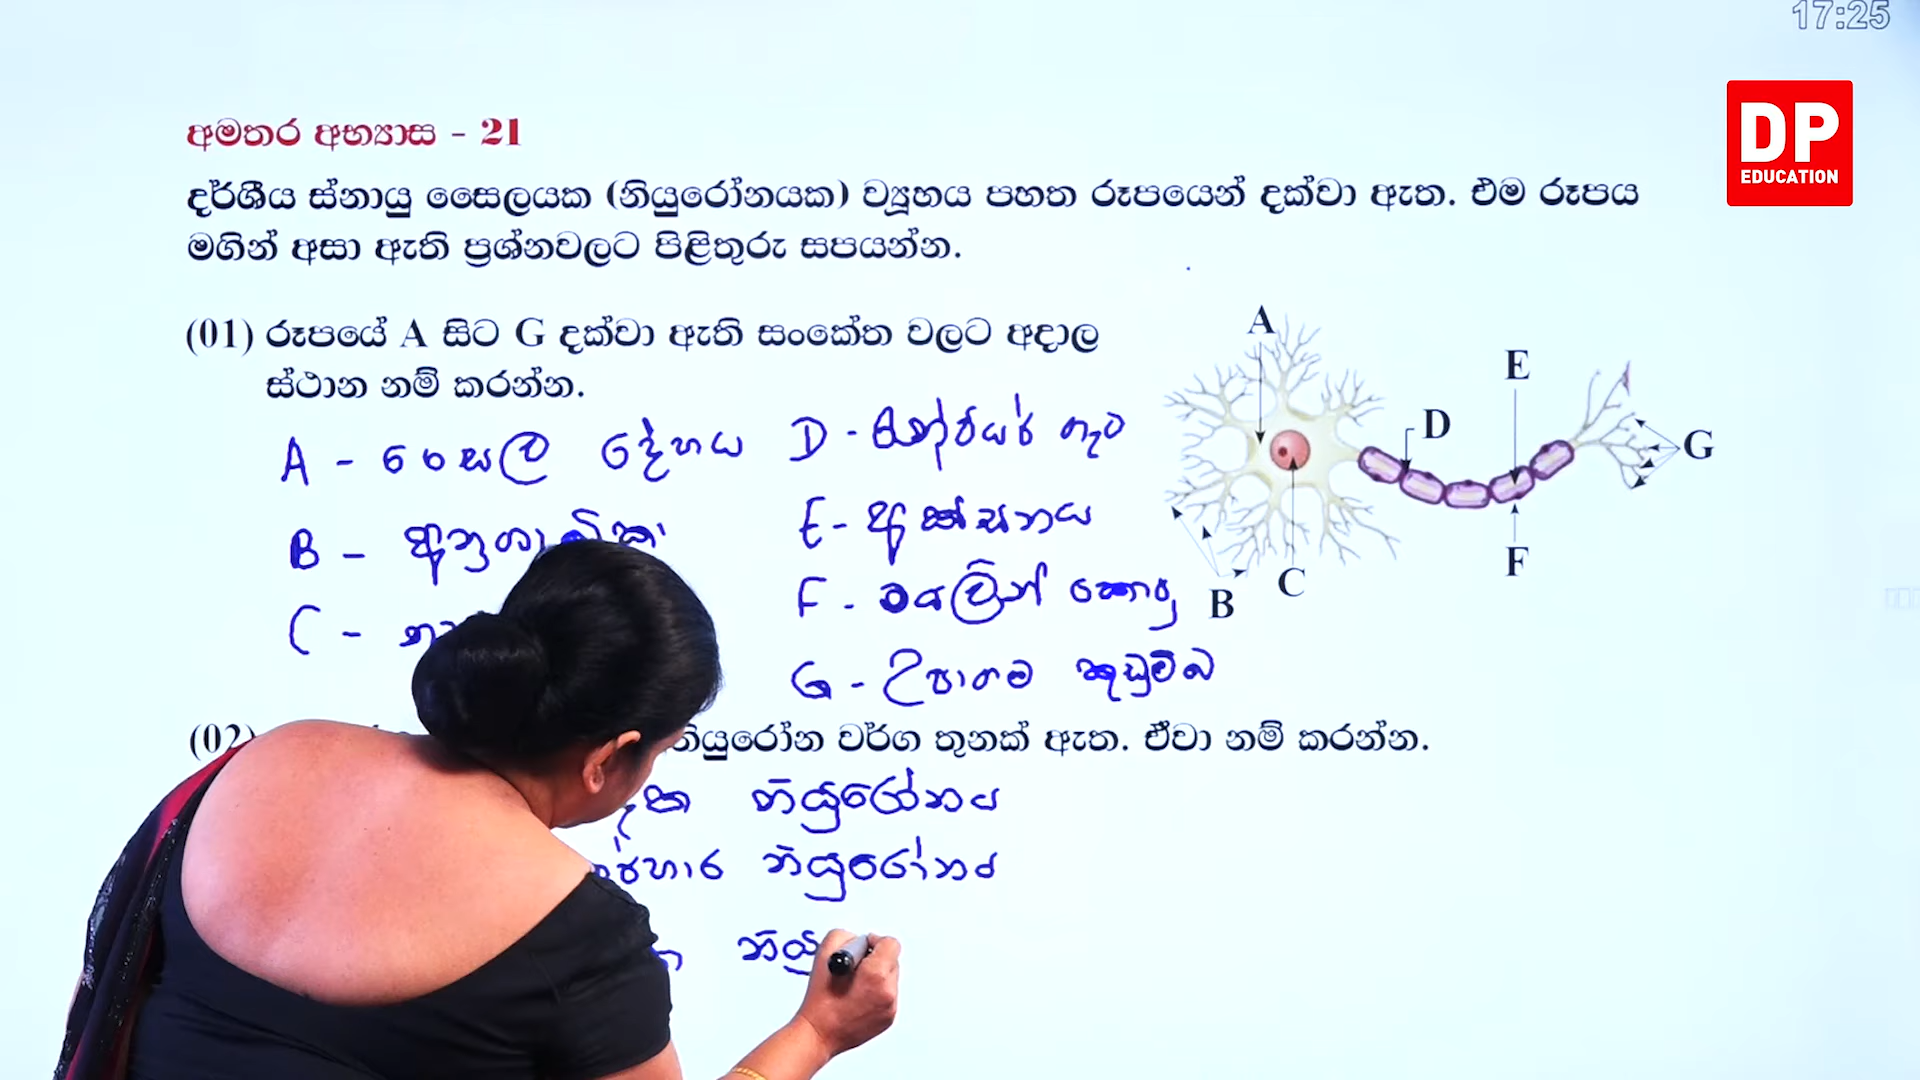 17:25
DP
EDUCATION
අමතර අභ්‍යාස - 21
දර්ශීය ස්නායු සෛලයක (නියුරෝනයක) ව්‍යූහය පහත රූපයෙන් දක්වා ඇත. එම රූපය
මගින් අසා ඇති ප්‍රශ්නවලට පිළිතුරු සපයන්න.
(01) රූපයේ A සිට G දක්වා ඇති සංකේත වලට අදාල
ස්ථාන නම් කරන්න.
A - සෛල දේහය
B - අනුශාඛිකා
C -
D - රැන්වියර් ගැට
E - අක්සනය
F - මයලින් කොපු
G - උපාගම
A
E
D
G
F
C
B
(02) නියුරෝන වර්ග තුනක් ඇත. ඒවා නම් කරන්න.
නියුරෝනය
නියුරෝන